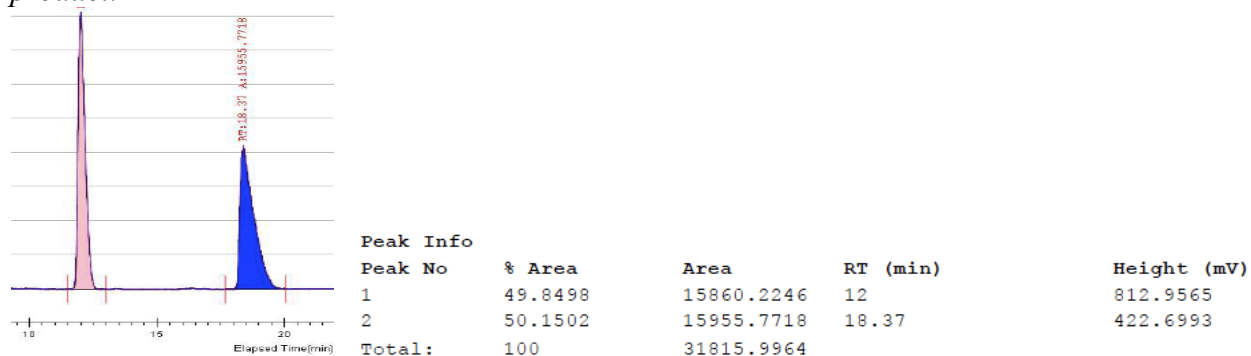 RT:18.37 A:15955.7718
10 15 20
Elapsed Time(min)
Peak Info
Peak No % Area Area RT (min) Height (mV)
1 49.8498 15860.2246 12 812.9565
2 50.1502 15955.7718 18.37 422.6993
Total: 100 31815.9964